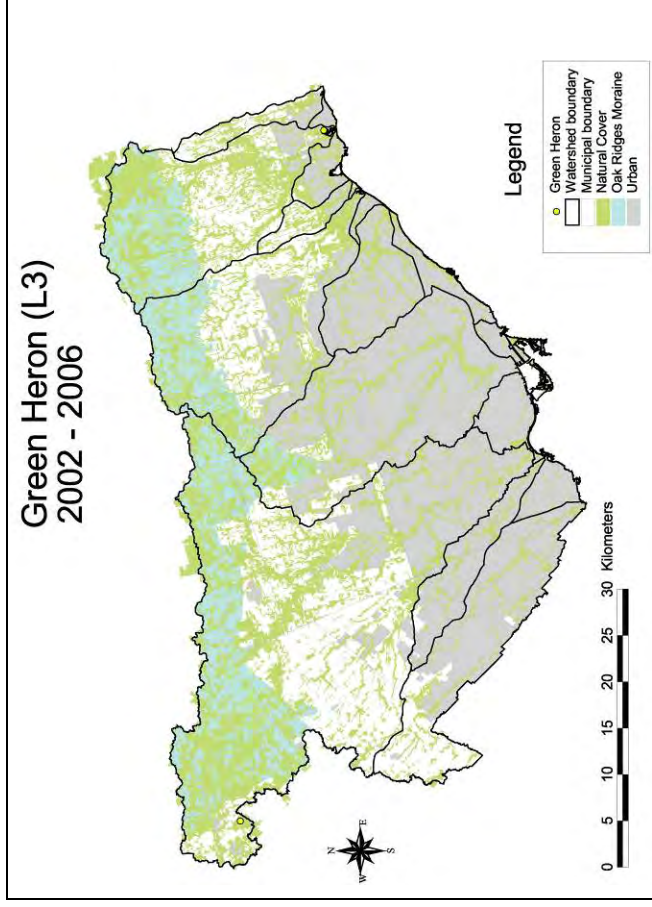 Green Heron (L3)
2002 - 2006
N
W
E
S
0 5 10 15 20 25 30 Kilometers
Legend
Green Heron
Watershed boundary
Municipal boundary
Natural Cover
Oak Ridges Moraine
Urban